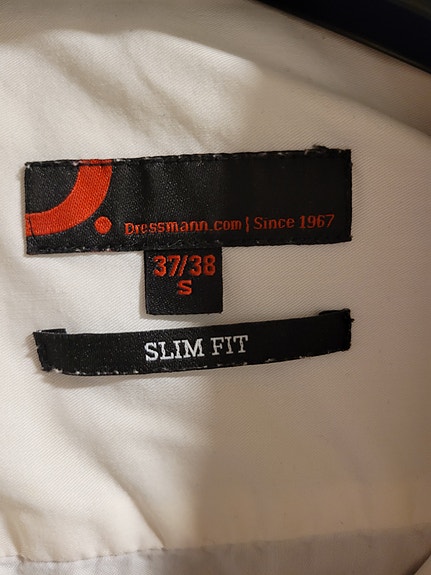 Dressmann.com | Since 1967
37/38
S
SLIM FIT